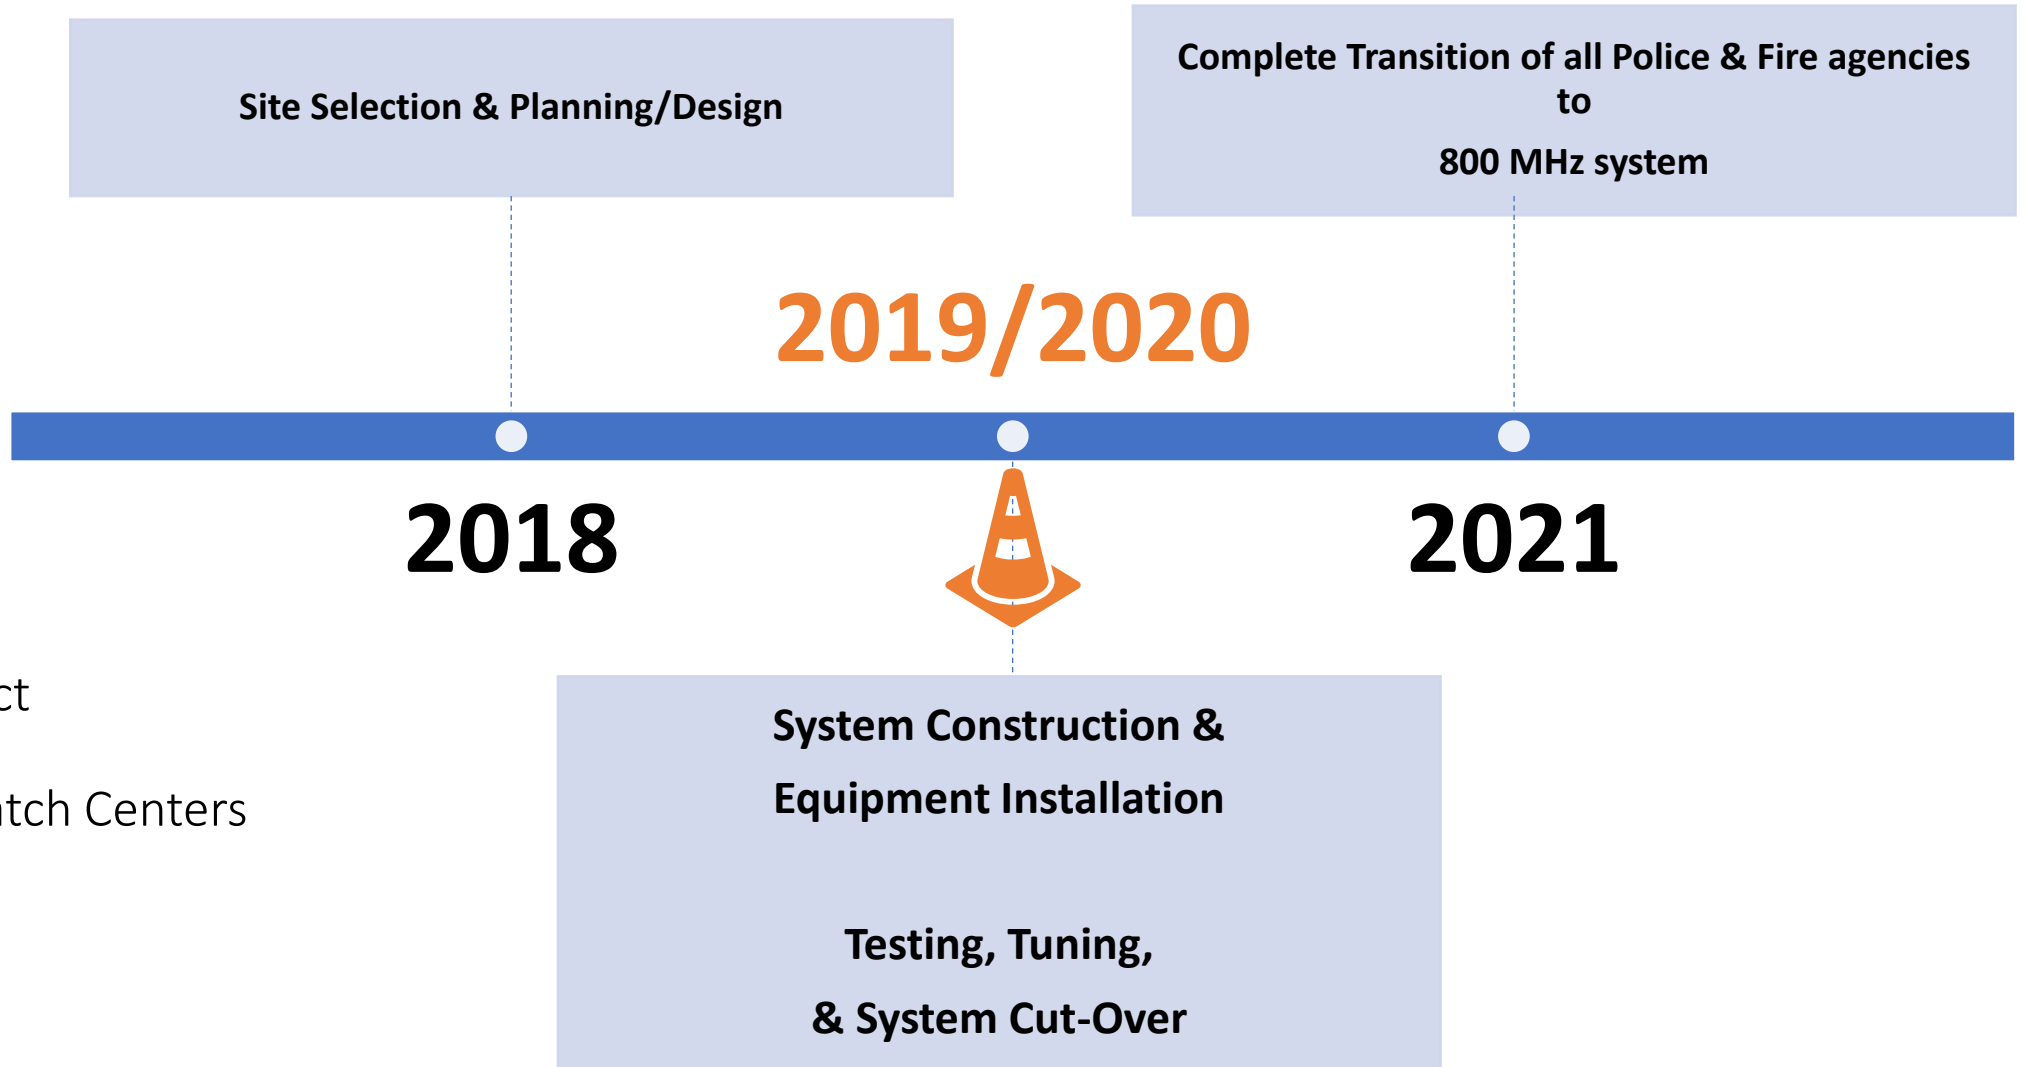 Site Selection & Planning/Design
Complete Transition of all Police & Fire agencies
to
800 MHz system
2019/2020
2018
2021
ct
tch Centers
System Construction &
Equipment Installation
Testing, Tuning,
& System Cut-Over